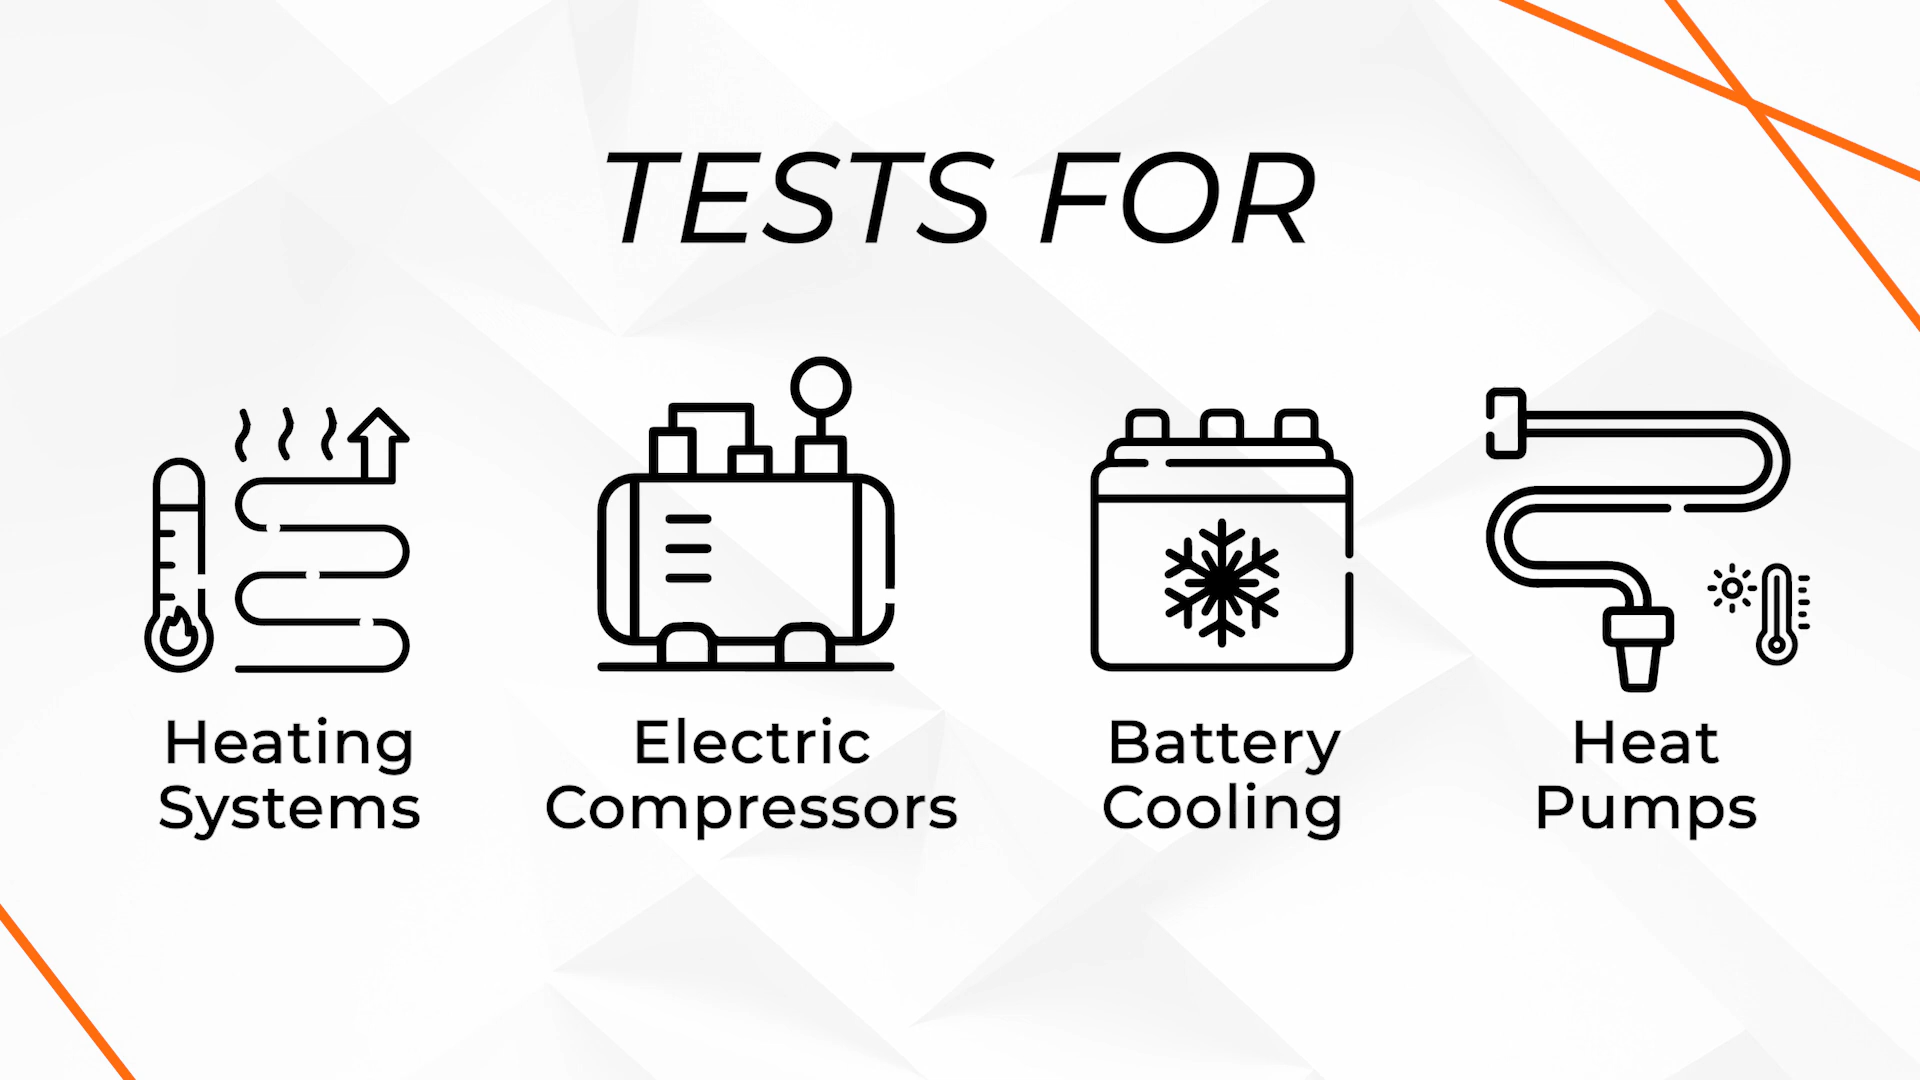 TESTS FOR
Heating
Systems
Electric
Compressors
Battery
Cooling
Heat
Pumps